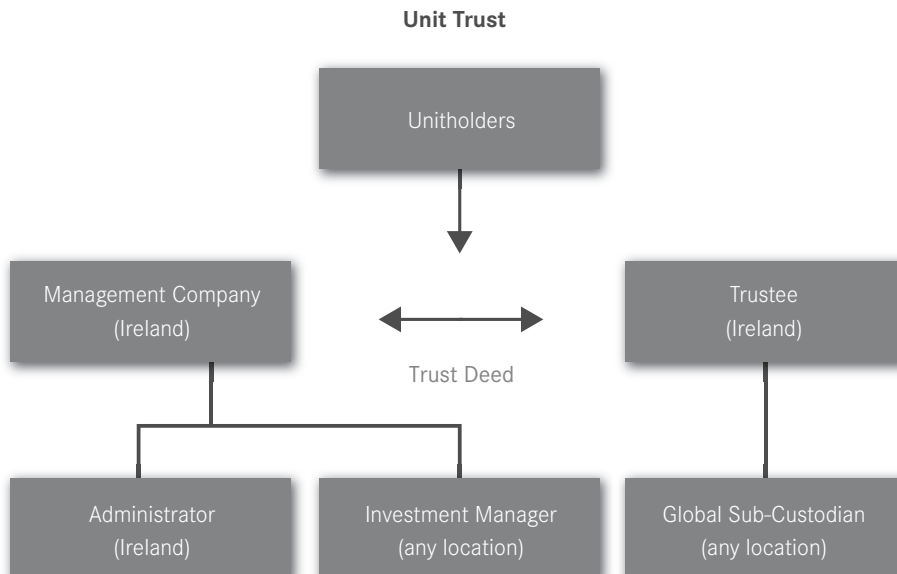 Unit Trust
Unitholders
Management Company
(Ireland)
Trustee
(Ireland)
Trust Deed
Administrator
(Ireland)
Investment Manager
(any location)
Global Sub-Custodian
(any location)